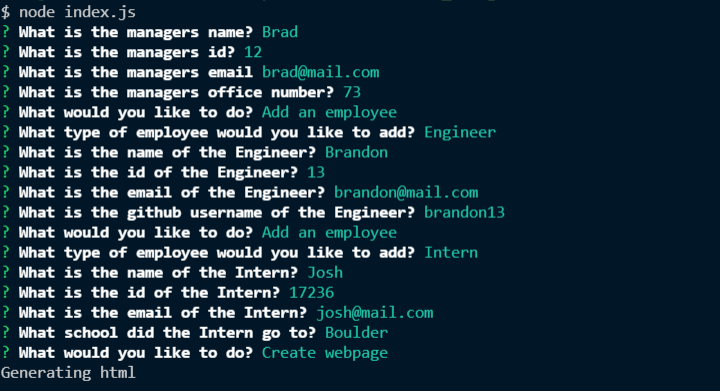 $ node index.js
? What is the managers name? Brad
? What is the managers id? 12
? What is the managers email brad@mail.com
? What is the managers office number? 73
? What would you like to do? Add an employee
? What type of employee would you like to add? Engineer
? What is the name of the Engineer? Brandon
? What is the id of the Engineer? 13
? What is the email of the Engineer? brandon@mail.com
? What is the github username of the Engineer? brandon13
? What would you like to do? Add an employee
? What type of employee would you like to add? Intern
? What is the name of the Intern? Josh
? What is the id of the Intern? 17236
? What is the email of the Intern? josh@mail.com
? What school did the Intern go to? Boulder
? What would you like to do? Create webpage
Generating html